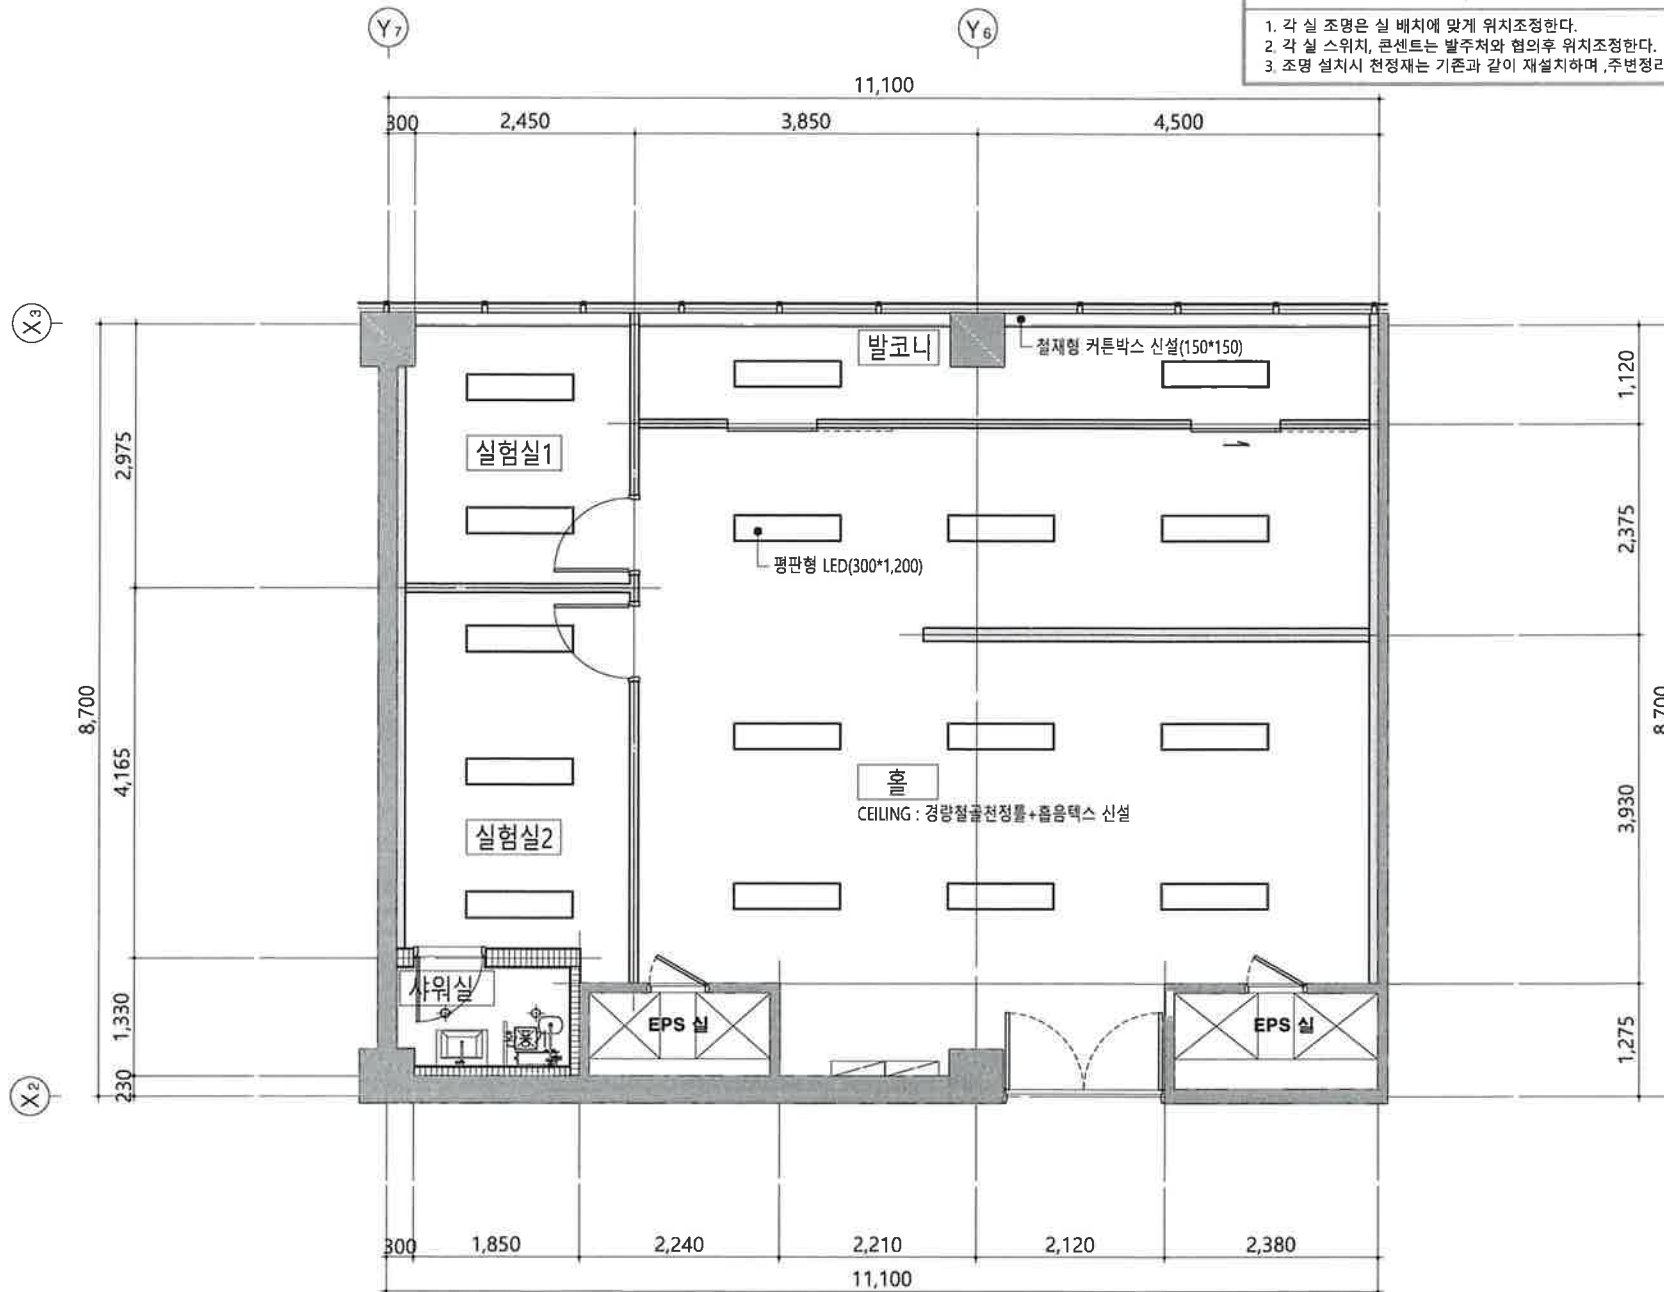 Y7
Y6
1. 각 실 조명은 실 배치에 맞게 위치조정한다.
2. 각 실 스위치, 콘센트는 발주처와 협의후 위치조정한다.
3. 조명 설치시 천정재는 기존과 같이 재설치하며 ,주변정리
11,100
300
2,450
3,850
4,500
X3
발코니
철재형 커튼박스 신설(150*150)
1,120
2,975
실험실1
2,375
평판형 LED(300*1,200)
8,700
8,700
4,165
홀
CEILING : 경량철골천정틀+흡음텍스 신설
3,930
실험실2
샤워실
1,330
EPS 실
EPS 실
1,275
230
X2
300
1,850
2,240
2,210
2,120
2,380
11,100